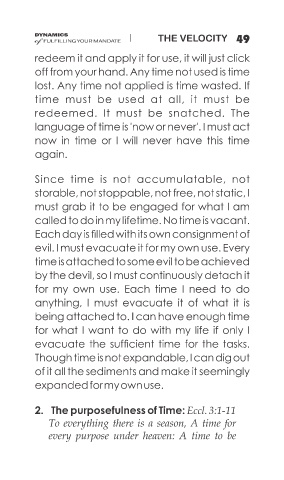 DYNAMICS
of FULFILLING YOUR MANDATE | THE VELOCITY 49
redeem it and apply it for use, it will just click
off from your hand. Any time not used is time
lost. Any time not applied is time wasted. If
time must be used at all, it must be
redeemed. It must be snatched. The
language of time is 'now or never'. I must act
now in time or I will never have this time
again.
Since time is not accumulatable, not
storable, not stoppable, not free, not static, I
must grab it to be engaged for what I am
called to do in my lifetime. No time is vacant.
Each day is filled with its own consignment of
evil. I must evacuate it for my own use. Every
time is attached to some evil to be achieved
by the devil, so I must continuously detach it
for my own use. Each time I need to do
anything, I must evacuate it of what it is
being attached to. I can have enough time
for what I want to do with my life if only I
evacuate the sufficient time for the tasks.
Though time is not expandable, I can dig out
of it all the sediments and make it seemingly
expanded for my own use.
2. The purposefulness of Time: Eccl. 3:1-11
To everything there is a season, A time for
every purpose under heaven: A time to be